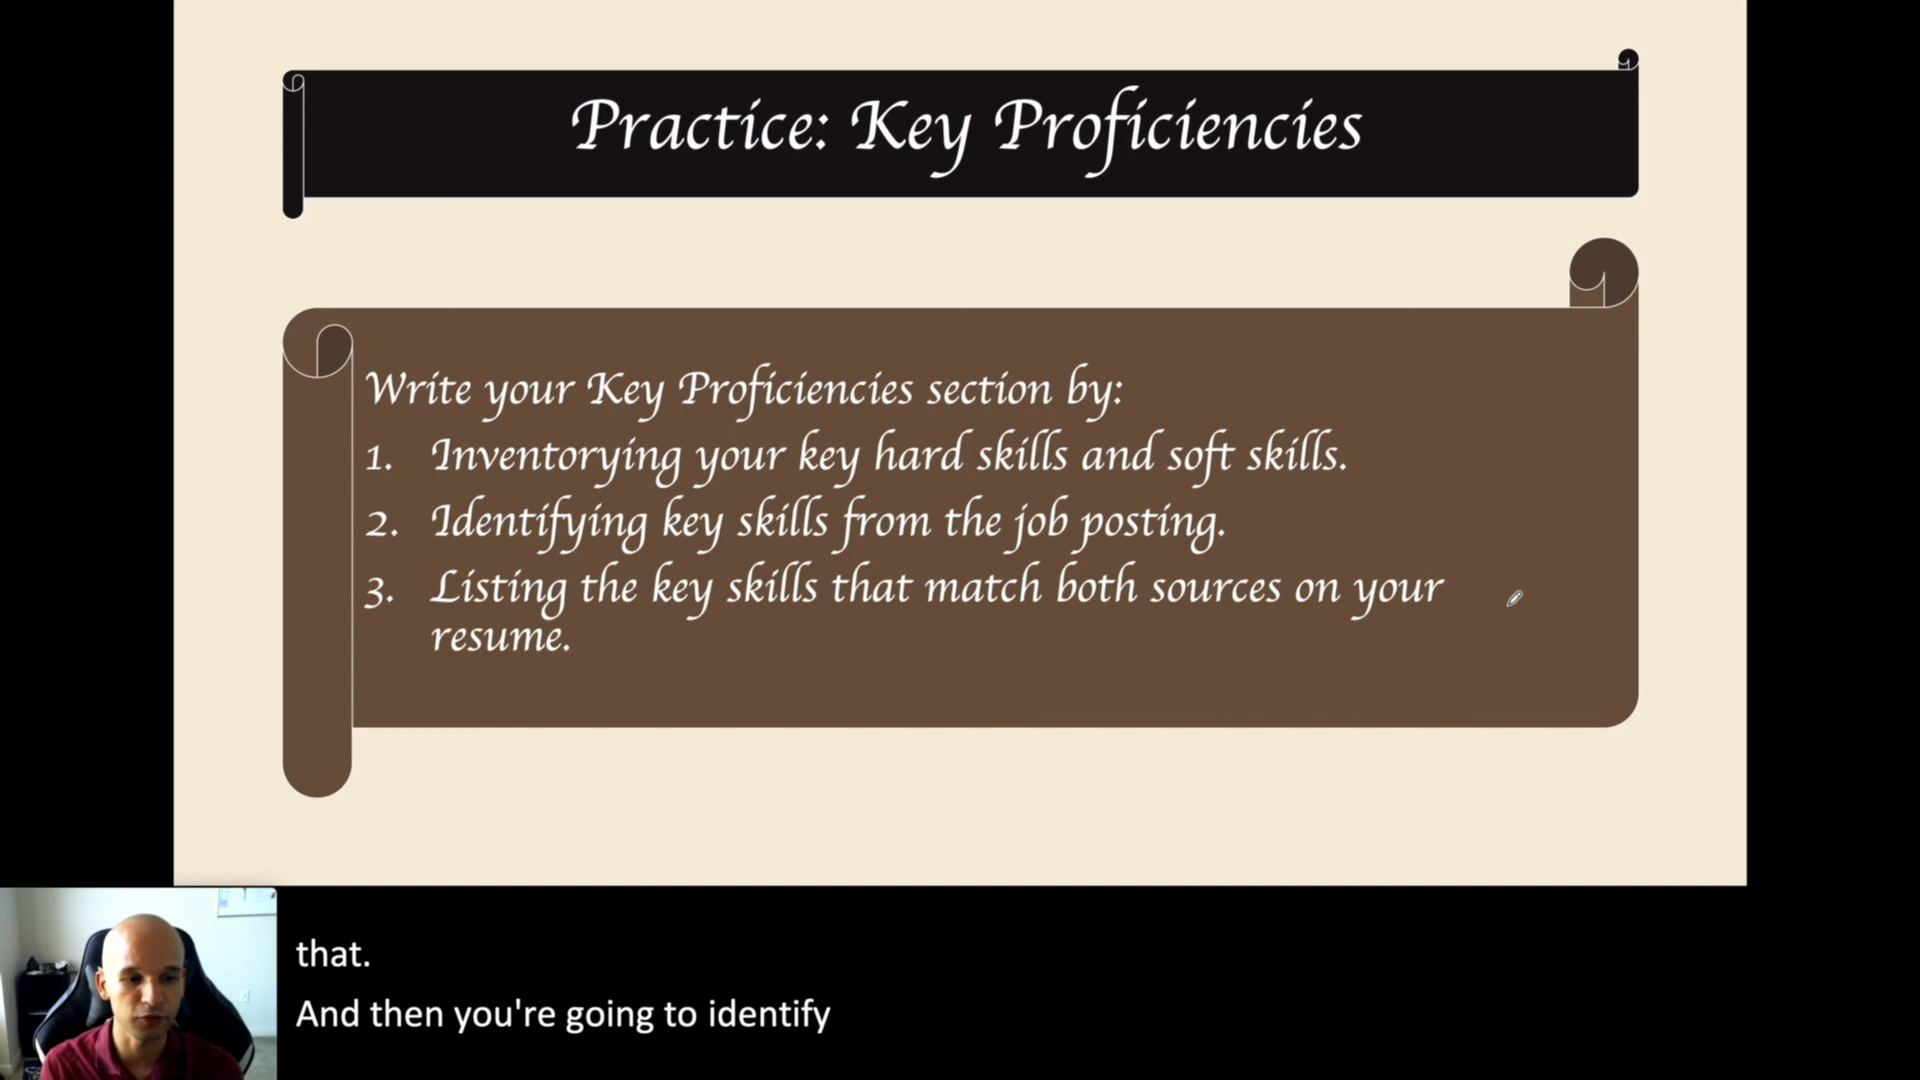 Practice: Key Proficiencies
Write your Key Proficiencies section by:
1. Inventorying your key hard skills and soft skills.
2. Identifying key skills from the job posting.
3. Listing the key skills that match both sources on your
resume.
that.
And then you're going to identify